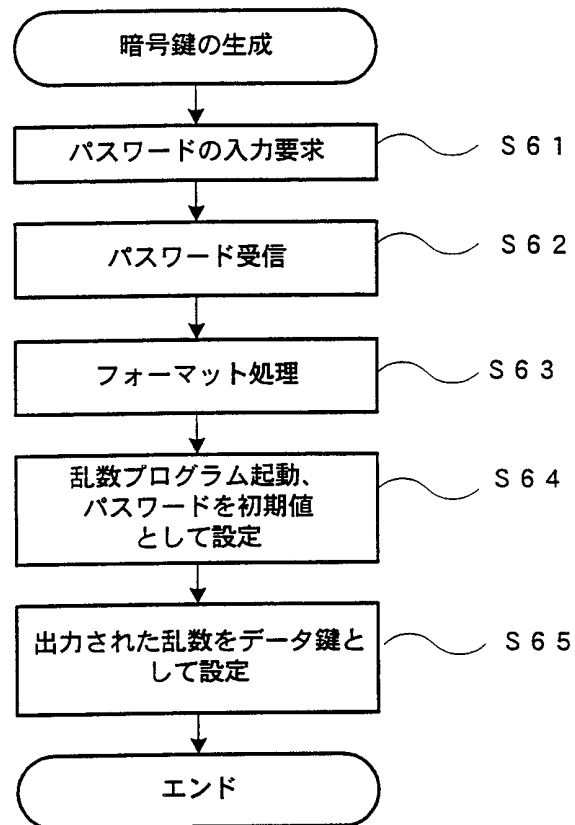 暗号鍵の生成
パスワードの入力要求
S61
パスワード受信
S62
フォーマット処理
S63
乱数プログラム起動、
パスワードを初期値
として設定
S64
出力された乱数をデータ鍵と
して設定
S65
エンド